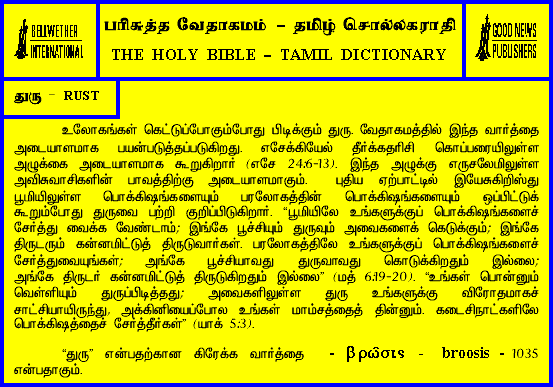 BELLWETHER
INTERNATIONAL
பரிசுத்த வேதாகமம் - தமிழ் சொல்லகராதி
THE HOLY BIBLE - TAMIL DICTIONARY
GOOD NEWS
PUBLISHERS
துரு - RUST
உலோகங்கள் கெட்டுப்போகும்போது பிடிக்கும் துரு. வேதாகமத்தில் இந்த வார்த்தை
அடையாளமாக பயன்படுத்தப்படுகிறது. எசேக்கியேல் தீர்க்கதரிசி கொப்பரையிலுள்ள
அழுக்கை அடையாளமாக கூறுகிறார் (எசே 24:6-13). இந்த அழுக்கு எருசலேமிலுள்ள
அவிசுவாசிகளின் பாவத்திற்கு அடையாளமாகும். புதிய ஏற்பாட்டில் இயேசுகிறிஸ்து
பூமியிலுள்ள பொக்கிஷங்களையும் பரலோகத்தின் பொக்கிஷங்களையும் ஒப்பிட்டுக்
கூறும்போது துருவை பற்றி குறிப்பிடுகிறார். "பூமியிலே உங்களுக்குப் பொக்கிஷங்களைச்
சேர்த்து வைக்க வேண்டாம்; இங்கே பூச்சியும் துருவும் அவைகளைக் கெடுக்கும்; இங்கே
திருடரும் கன்னமிட்டுத் திருடுவார்கள். பரலோகத்திலே உங்களுக்குப் பொக்கிஷங்களைச்
சேர்த்துவையுங்கள்; அங்கே பூச்சியாவது துருவாவது கொடுக்கிறதும் இல்லை;
அங்கே திருடர் கன்னமிட்டுத் திருடுகிறதும் இல்லை" (மத் 6:19-20). "உங்கள் பொன்னும்
வெள்ளியும் துருப்பிடித்தது; அவைகளிலுள்ள துரு உங்களுக்கு விரோதமாகச்
சாட்சியாயிருந்து, அக்கினியைப்போல உங்கள் மாம்சத்தைத் தின்னும். கடைசிநாட்களிலே
பொக்கிஷத்தைச் சேர்த்தீர்கள்" (யாக் 5:3).
"துரு" என்பதற்கான கிரேக்க வார்த்தை - βρῶσις - broosis - 1035
என்பதாகும்.